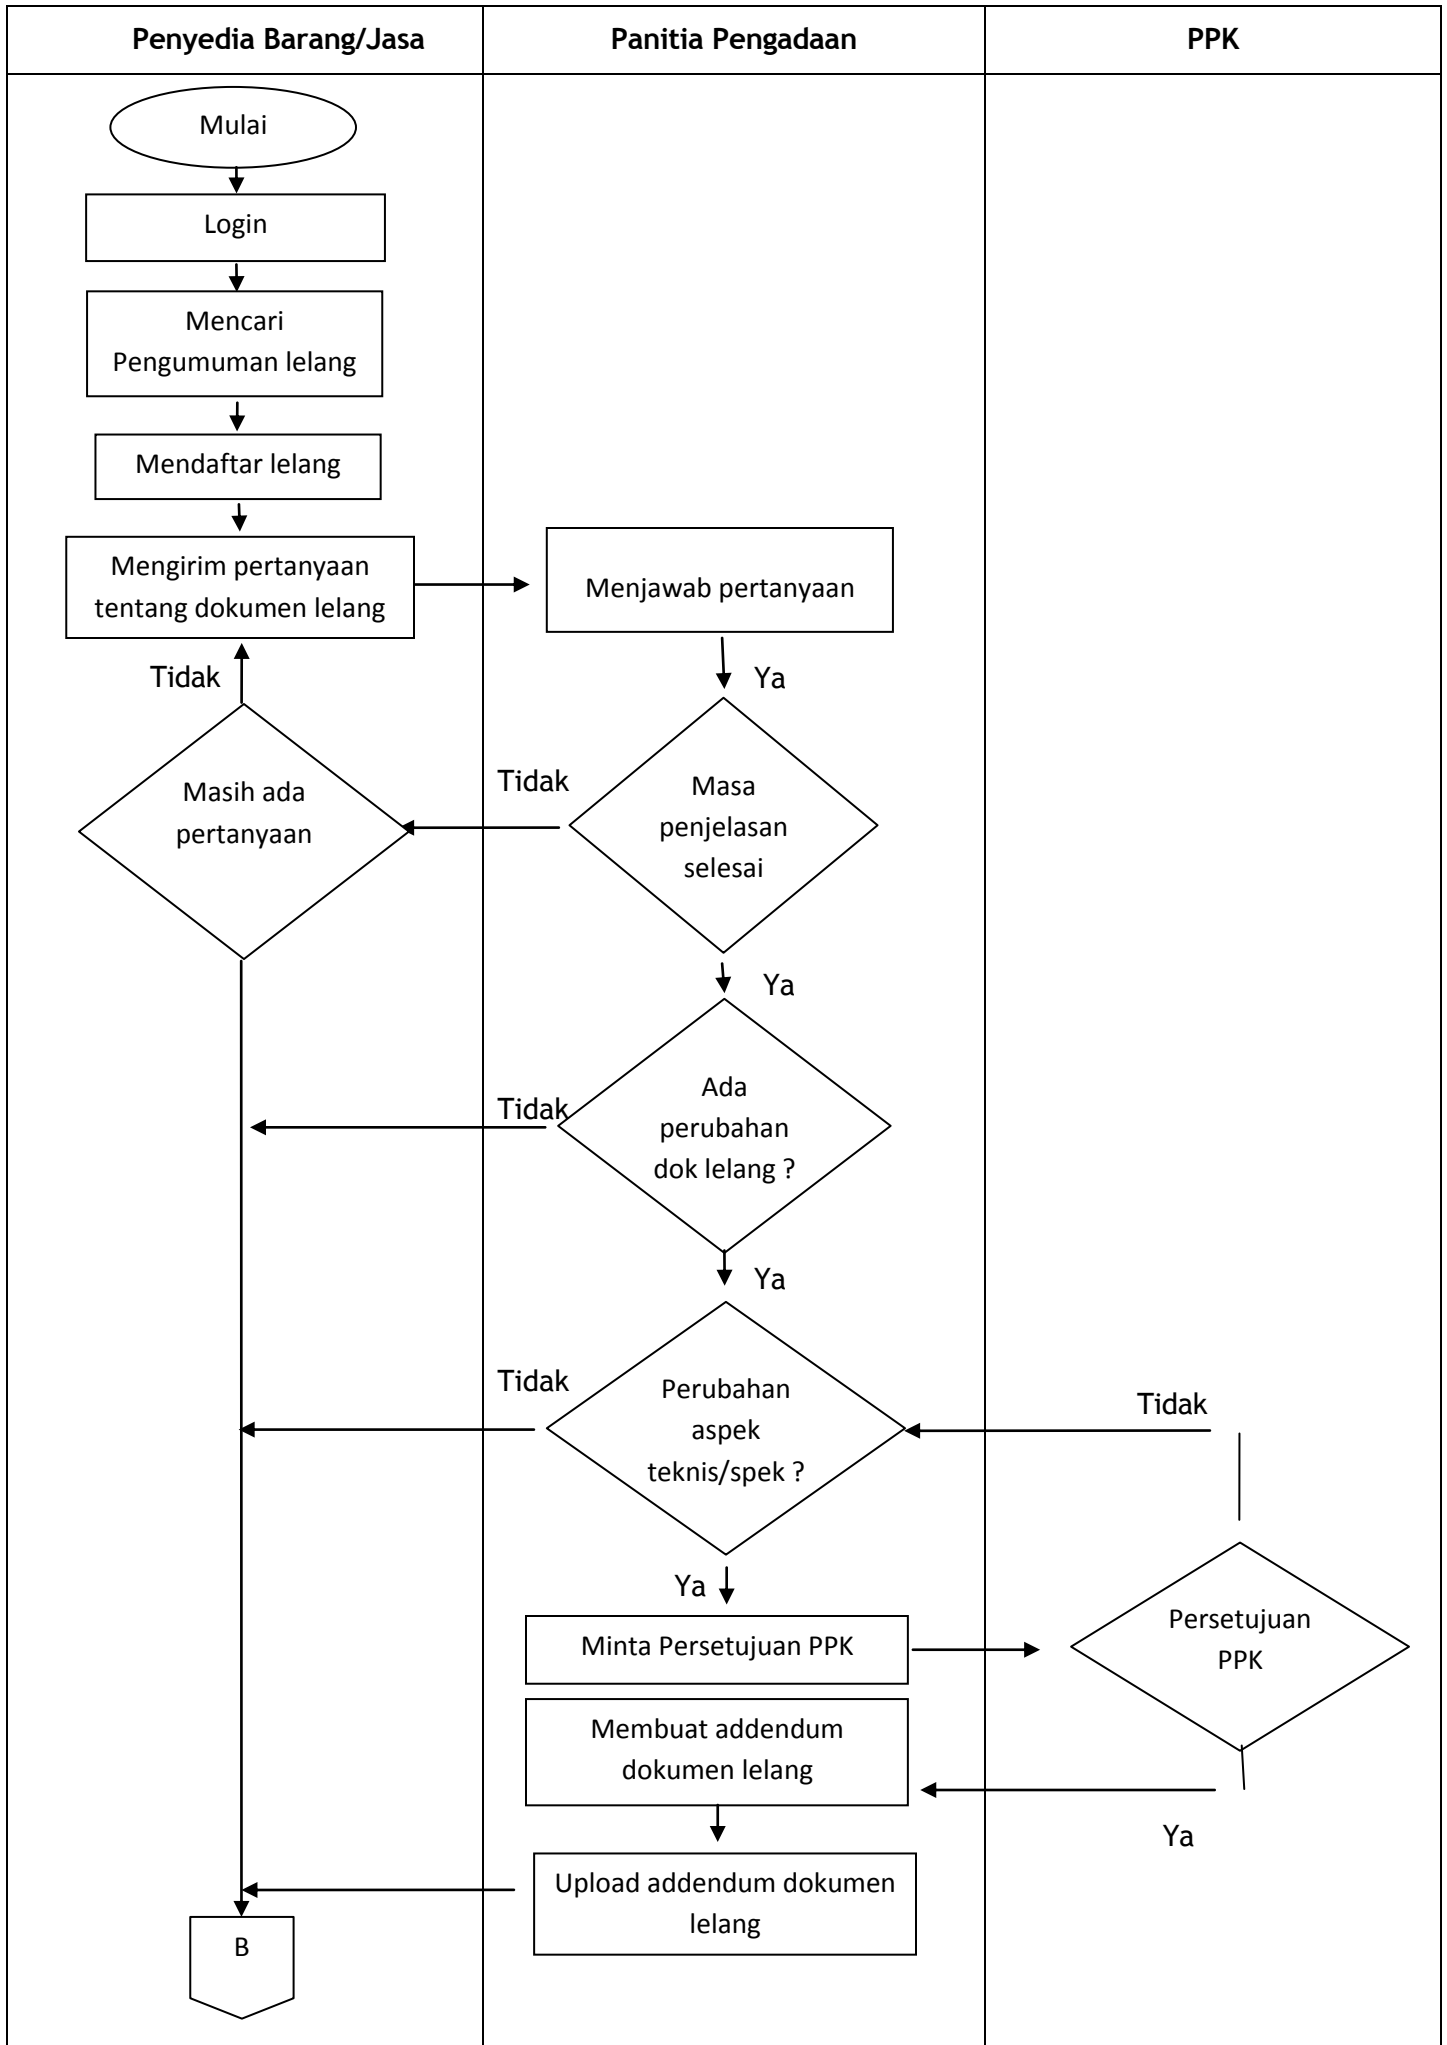 Penyedia Barang/Jasa
Panitia Pengadaan
PPK
Mulai
Login
Mencari
Pengumuman lelang
Mendaftar lelang
Mengirim pertanyaan
tentang dokumen lelang
Menjawab pertanyaan
Tidak
Ya
Masih ada
pertanyaan
Tidak
Masa
penjelasan
selesai
Ya
Tidak
Ada
perubahan
dok lelang ?
Ya
Tidak
Perubahan
aspek
teknis/spek ?
Tidak
Ya
Minta Persetujuan PPK
Persetujuan
PPK
Membuat addendum
dokumen lelang
Ya
Upload addendum dokumen
lelang
B